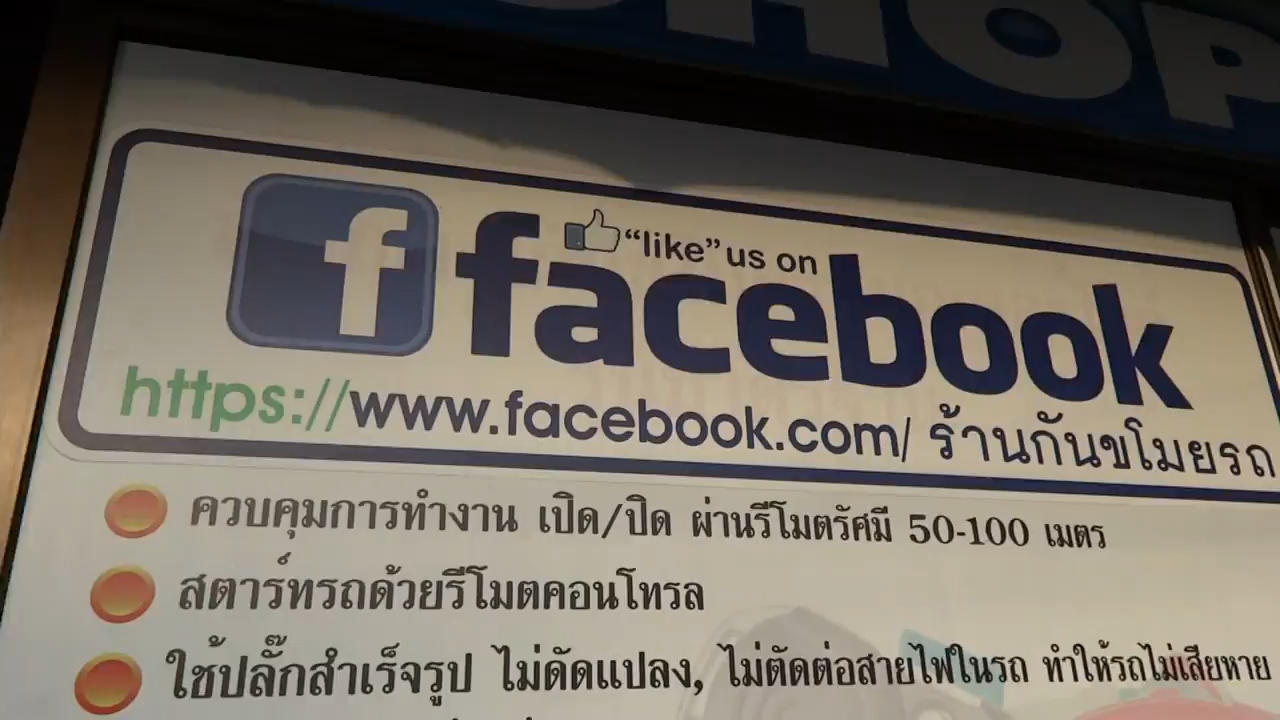 HOP
f facebook
"like" us on
https://www.facebook.com/ ร้านกันขโมยรถ
ควบคุมการทำงาน เปิด/ปิด ผ่านรีโมตรัศมี 50-100 เมตร
สตาร์ทรถด้วยรีโมตคอนโทรล
ใช้ปลั๊กสำเร็จรูป ไม่ดัดแปลง, ไม่ตัดต่อสายไฟในรถ ทำให้รถไม่เสียหาย